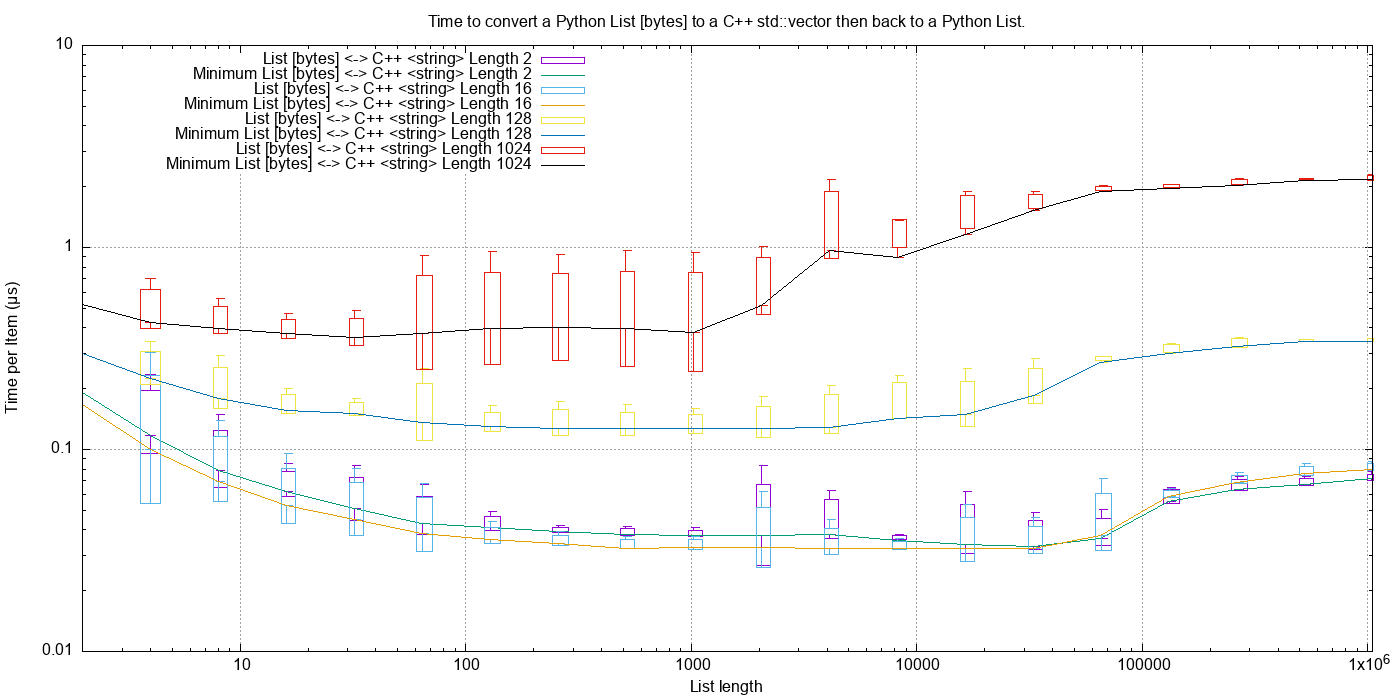 Time to convert a Python List [bytes] to a C++ std::vector then back to a Python List.
10
1
0.1
0.01
Time per Item (µs)
List [bytes] <-> C++ <string> Length 2
Minimum List [bytes] <-> C++ <string> Length 2
List [bytes] <-> C++ <string> Length 16
Minimum List [bytes] <-> C++ <string> Length 16
List [bytes] <-> C++ <string> Length 128
Minimum List [bytes] <-> C++ <string> Length 128
List [bytes] <-> C++ <string> Length 1024
Minimum List [bytes] <-> C++ <string> Length 1024
10 100 1000 10000 100000 1x10⁶
List length